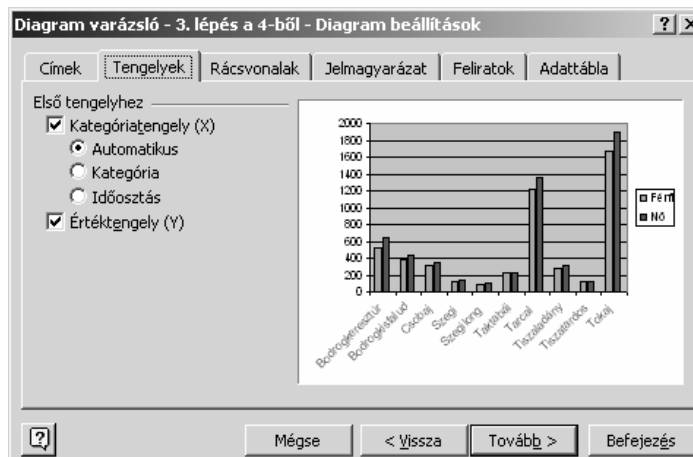 Diagram varázsló - 3. lépés a 4-ből - Diagram beállítások
Címek Tengelyek Rácsvonalak Jelmagyarázat Feliratok Adattábla
Első tengelyhez
Kategóriatengely (X)
Automatikus
Kategória
Időosztás
Értéktengely (Y)
2000
1800
1600
1400
1200
1000
800
600
400
200
0
Bodrogkeresztúr
Bodrogkisfalud
Csobaj
Szegi
Szegilong
Taktabáj
Tarcal
Tiszaladány
Tiszatardos
Tokaj
Férfi
Nő
Mégse < Vissza Tovább > Befejezés